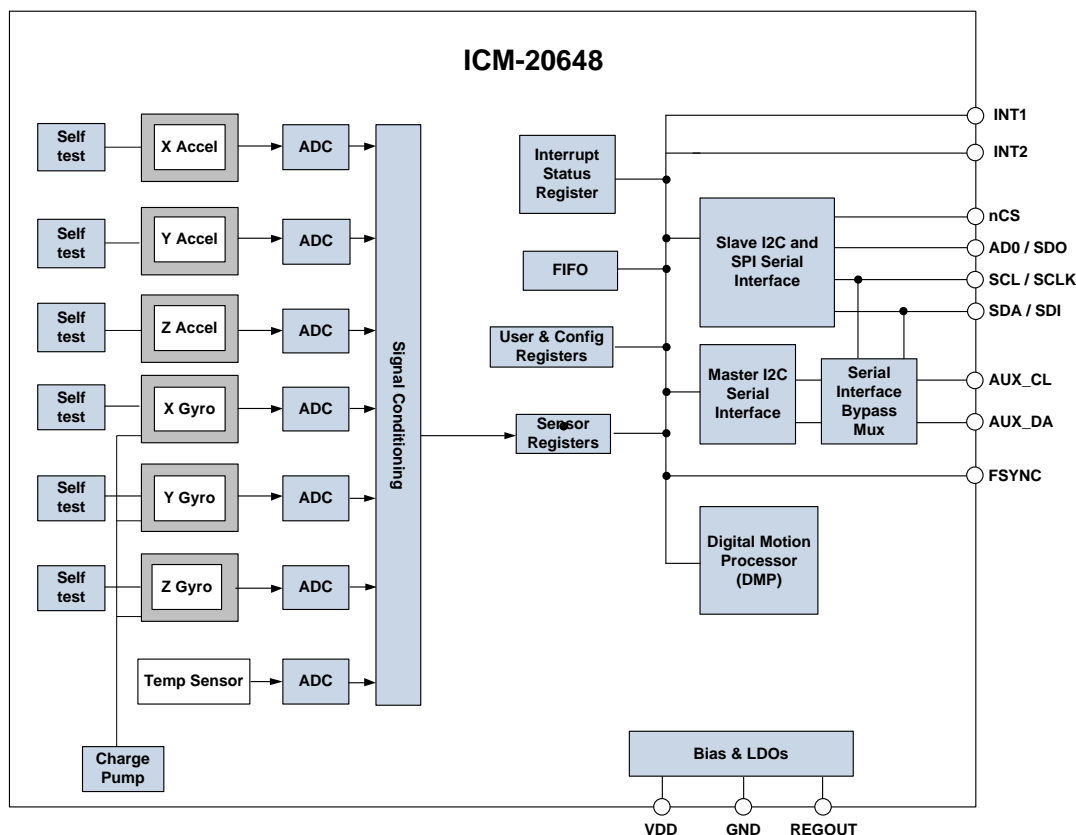 ICM-20648
Self
test
X Accel
ADC
Self
test
Y Accel
ADC
Self
test
Z Accel
ADC
Self
test
X Gyro
ADC
Self
test
Y Gyro
ADC
Self
test
Z Gyro
ADC
Temp Sensor
ADC
Charge
Pump
Signal Conditioning
Interrupt
Status
Register
FIFO
User & Config
Registers
Sensor
Registers
Slave I2C and
SPI Serial
Interface
Master I2C
Serial
Interface
Serial
Interface
Bypass
Mux
Digital Motion
Processor
(DMP)
Bias & LDOs
INT1
INT2
nCS
AD0 / SDO
SCL / SCLK
SDA / SDI
AUX_CL
AUX_DA
FSYNC
VDD
GND
REGOUT